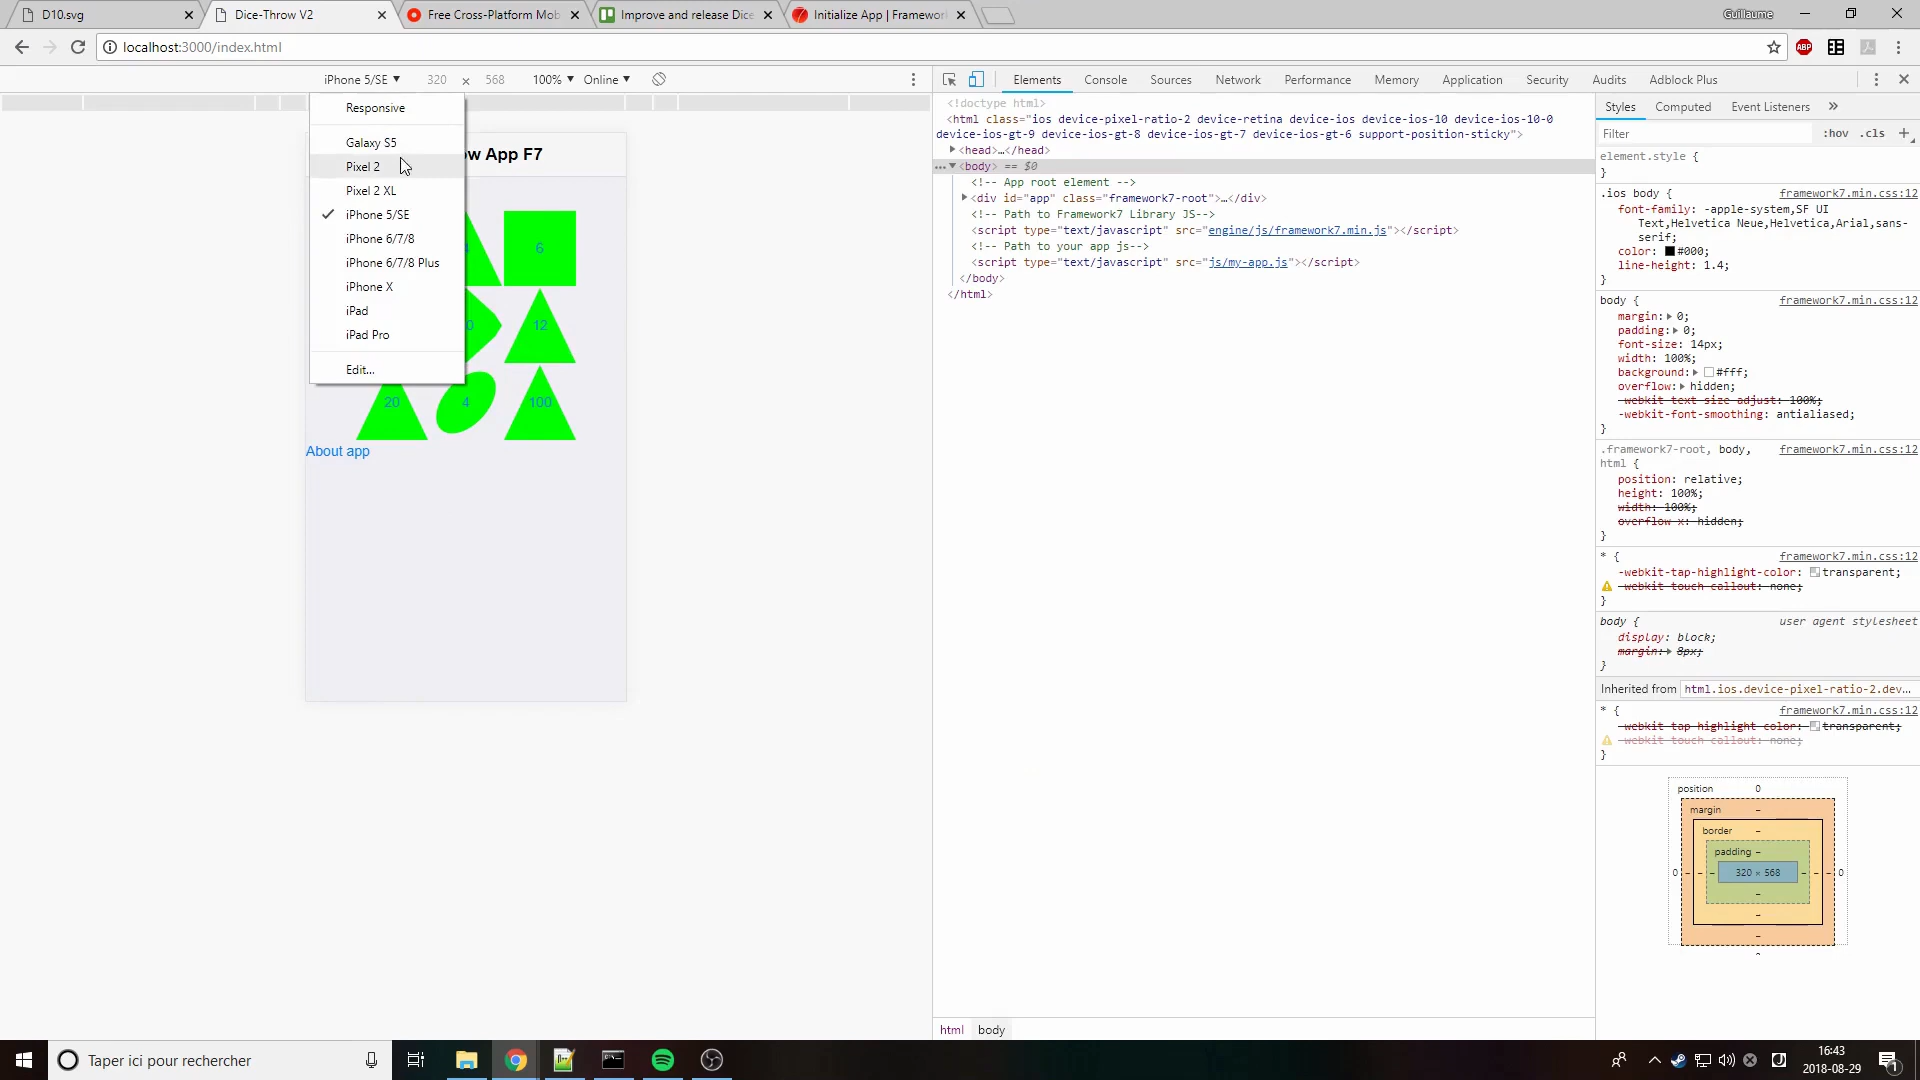 D10.svg
Dice-Throw V2
Free Cross-Platform Mob
Improve and release Dice
Initialize App | Framewor
Guillaume
localhost:3000/index.html
ABP
iPhone 5/SE ▼ 320 × 568 100% ▼ Online ▼
Responsive
Galaxy S5
Pixel 2
Pixel 2 XL
iPhone 5/SE
iPhone 6/7/8
iPhone 6/7/8 Plus
iPhone X
iPad
iPad Pro
Edit...
ow App F7
6
12
20
4
100
About app
Elements Console Sources Network Performance Memory Application Security Audits Adblock Plus
<!doctype html>
<html class="ios device-pixel-ratio-2 device-retina device-ios device-ios-10 device-ios-10-0
device-ios-gt-9 device-ios-gt-8 device-ios-gt-7 device-ios-gt-6 support-position-sticky">
<head>…</head>
<body> == $0
<!-- App root element -->
<div id="app" class="framework7-root">…</div>
<!-- Path to Framework7 Library JS-->
<script type="text/javascript" src="engine/js/framework7.min.js"></script>
<!-- Path to your app js-->
<script type="text/javascript" src="js/my-app.js"></script>
</body>
</html>
html body
Styles Computed Event Listeners »
Filter :hov .cls +
element.style {
}
.ios body { framework7.min.css:12
font-family: -apple-system,SF UI
Text,Helvetica Neue,Helvetica,Arial,sans-
serif;
color: #000;
line-height: 1.4;
}
body { framework7.min.css:12
margin: 0;
padding: 0;
font-size: 14px;
width: 100%;
background: #fff;
overflow: hidden;
-webkit-text-size-adjust: 100%;
-webkit-font-smoothing: antialiased;
}
.framework7-root, body, framework7.min.css:12
html {
position: relative;
height: 100%;
width: 100%;
overflow-x: hidden;
}
* { framework7.min.css:12
-webkit-tap-highlight-color: transparent;
-webkit-touch-callout: none;
}
body { user agent stylesheet
display: block;
margin: 8px;
}
Inherited from html.ios.device-pixel-ratio-2.dev…
* { framework7.min.css:12
-webkit-tap-highlight-color: transparent;
-webkit-touch-callout: none;
}
position 0
margin –
border –
padding –
0 – – – 320 × 568 – – – 0
–
–
–
Taper ici pour rechercher
16:43
2018-08-29
1